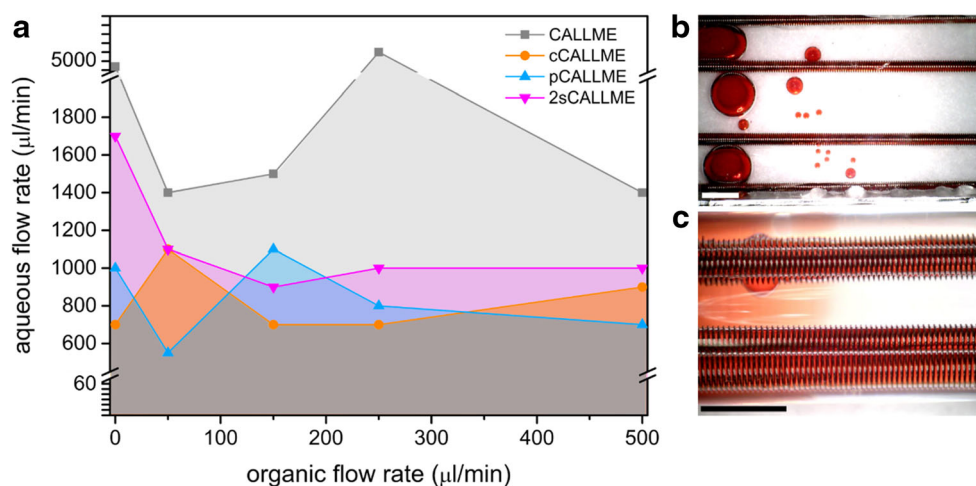 a
aqueous flow rate (μl/min)
5000
1800
1600
1400
1200
1000
800
600
60
0
100
200
300
400
500
organic flow rate (μl/min)
CALLME
cCALLME
pCALLME
2sCALLME
b
c